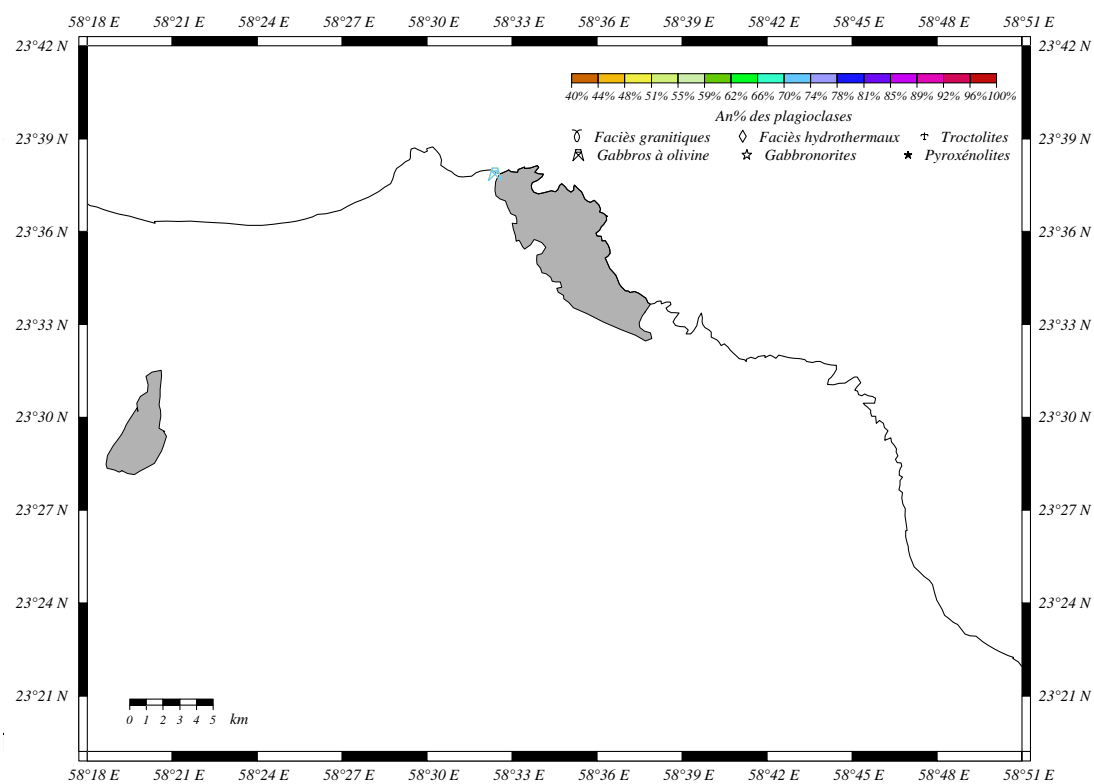 58°18 E 58°21 E 58°24 E 58°27 E 58°30 E 58°33 E 58°36 E 58°39 E 58°42 E 58°45 E 58°48 E 58°51 E
23°42 N 23°42 N
40% 44% 48% 51% 55% 59% 62% 66% 70% 74% 78% 81% 85% 89% 92% 96% 100%
An% des plagioclases
23°39 N Faciès granitiques Faciès hydrothermaux Troctolites 23°39 N
Gabbros à olivine Gabbronorites Pyroxénolites
23°36 N 23°36 N
23°33 N 23°33 N
23°30 N 23°30 N
23°27 N 23°27 N
23°24 N 23°24 N
23°21 N 23°21 N
0 1 2 3 4 5 km
58°18 E 58°21 E 58°24 E 58°27 E 58°30 E 58°33 E 58°36 E 58°39 E 58°42 E 58°45 E 58°48 E 58°51 E